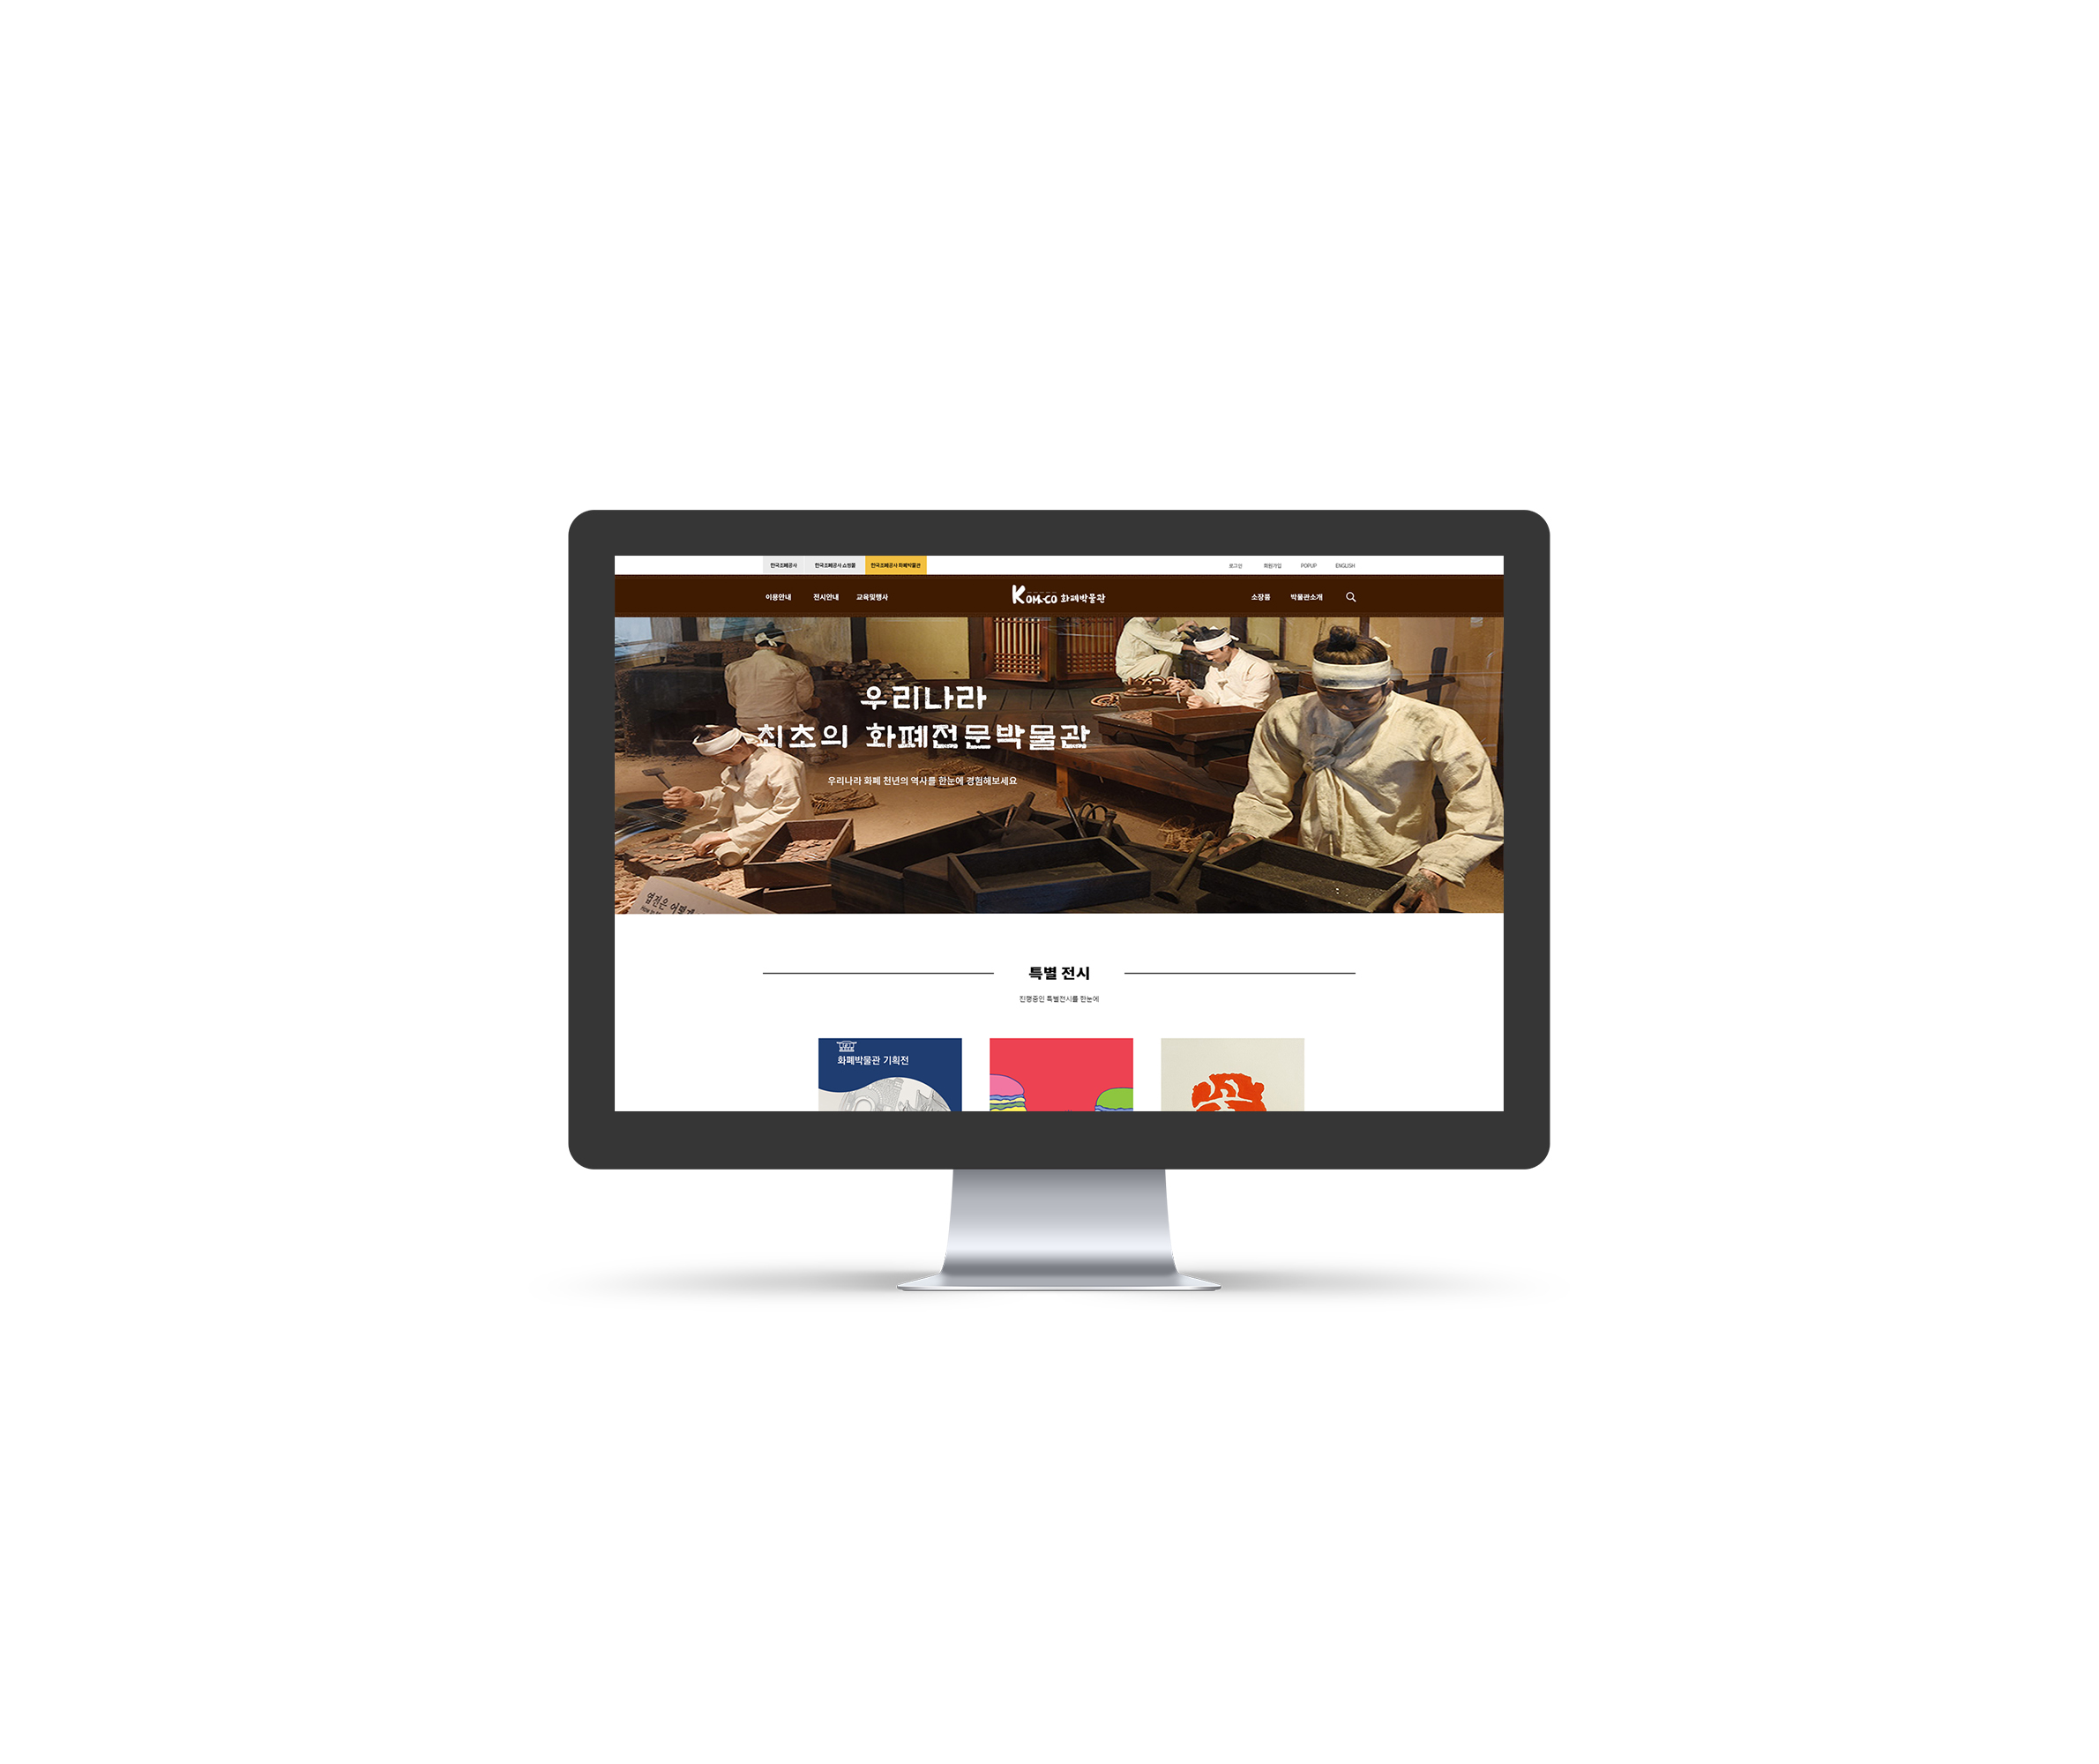 한국조폐공사 한국조폐공사 쇼핑몰 한국조폐공사 화폐박물관 로그인 회원가입 POPUP ENGLISH
이용안내 전시안내 교육및행사 KOMSCO 화폐박물관 소장품 박물관소개
우리나라
최초의 화폐전문박물관
우리나라 화폐 천년의 역사를 한눈에 경험해보세요
엽전은 어떻게
특별 전시
진행중인 특별전시를 한눈에
화폐박물관 기획전